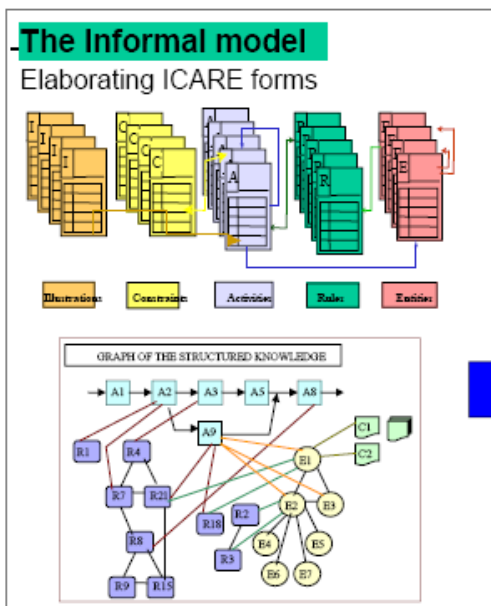 The Informal model
Elaborating ICARE forms
I I I I C C C C A A A A R R E E
Illustrations Constraints Activities Rules Entities
GRAPH OF THE STRUCTURED KNOWLEDGE
A1 A2 A3 A5 A8
A9
C1
R1 R4 E1 C2
R7 R21 R2 E2 E3
R18
R8 R3 E4 E5
R9 R15 E6 E7